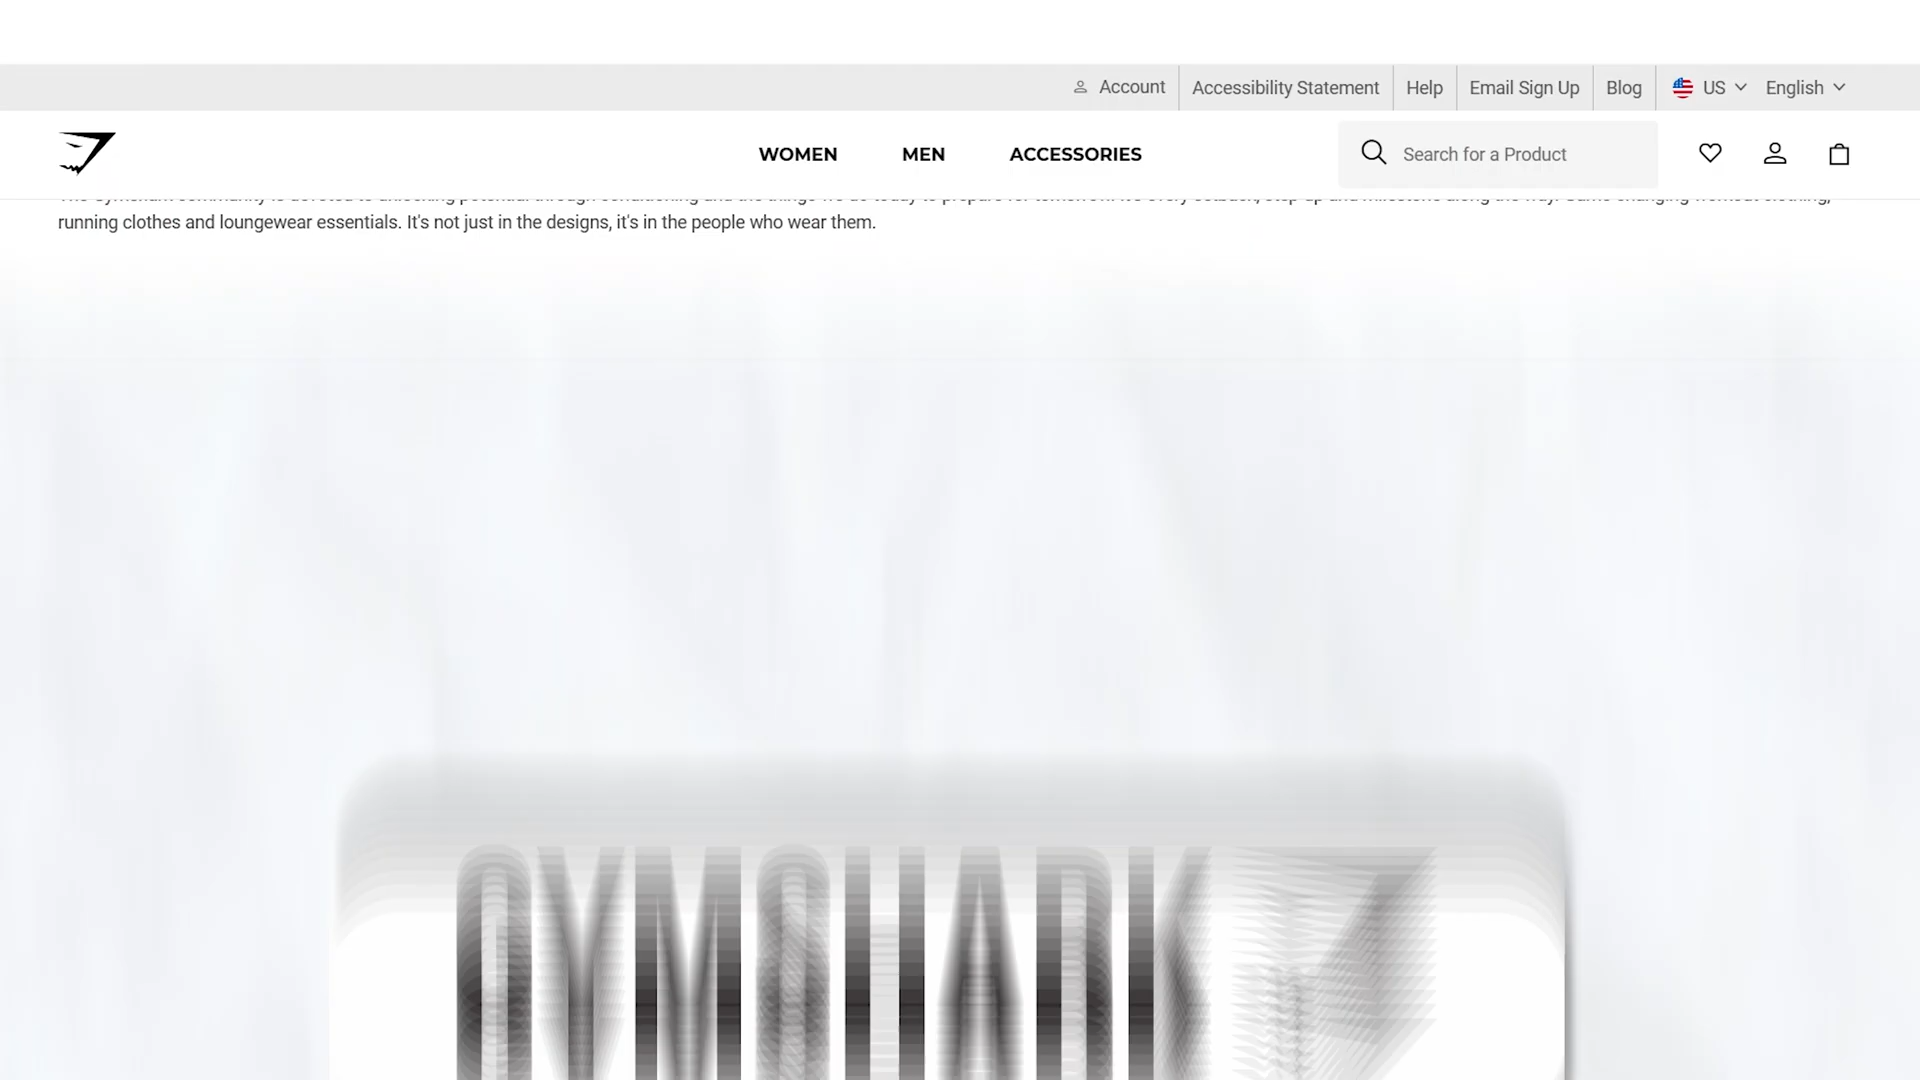 Account Accessibility Statement Help Email Sign Up Blog US English
WOMEN MEN ACCESSORIES Search for a Product
running clothes and loungewear essentials. It's not just in the designs, it's in the people who wear them.
GYMSHARK